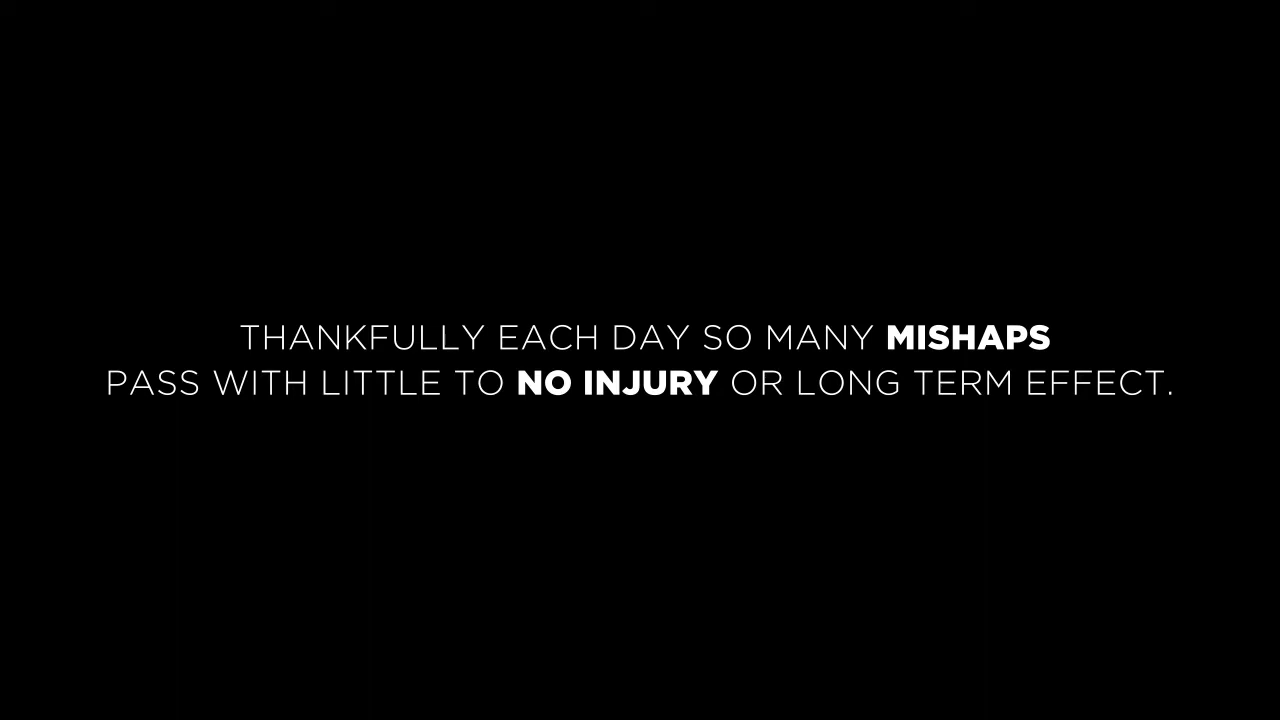 THANKFULLY EACH DAY SO MANY MISHAPS
PASS WITH LITTLE TO NO INJURY OR LONG TERM EFFECT.